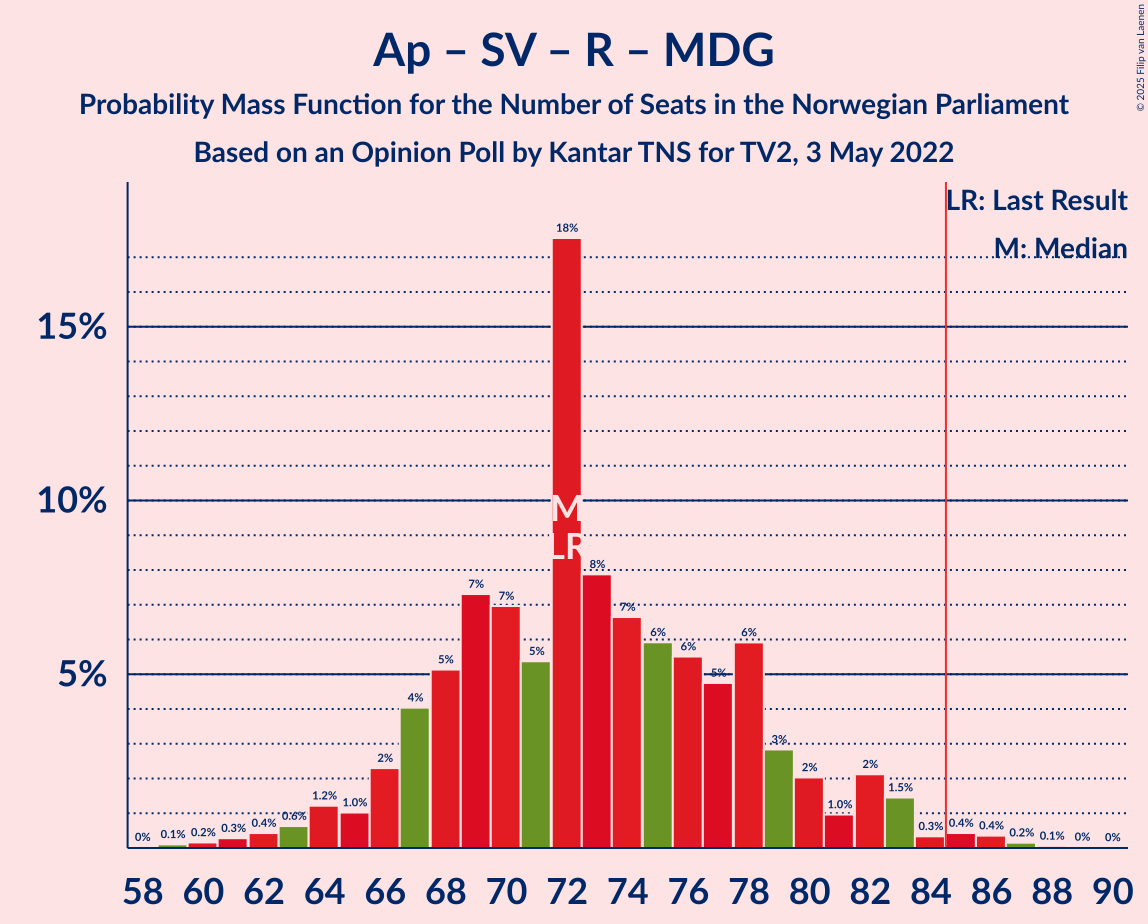 Ap – SV – R – MDG
Probability Mass Function for the Number of Seats in the Norwegian Parliament
Based on an Opinion Poll by Kantar TNS for TV2, 3 May 2022
© 2025 Filip van Laenen
LR: Last Result
M: Median
15%
10%
5%
0% 0.1% 0.2% 0.3% 0.4% 0.6% 1.2% 1.0% 2% 4% 5% 7% 7% 5% 18% 8% 7% 6% 6% 5% 6% 3% 2% 1.0% 2% 1.5% 0.3% 0.4% 0.4% 0.2% 0.1% 0% 0%
M
LR
58 60 62 64 66 68 70 72 74 76 78 80 82 84 86 88 90